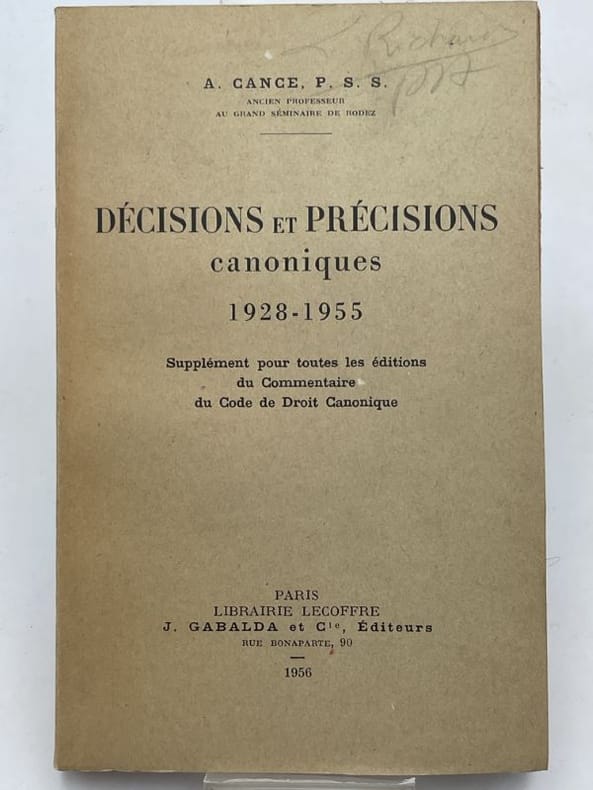 Richard
A. CANCE, P. S. S.
ANCIEN PROFESSEUR
AU GRAND SÉMINAIRE DE RODEZ
DÉCISIONS ET PRÉCISIONS
canoniques
1928-1955
Supplément pour toutes les éditions
du Commentaire
du Code de Droit Canonique
PARIS
LIBRAIRIE LECOFFRE
J. GABALDA et Cie, Éditeurs
RUE BONAPARTE, 90
1956